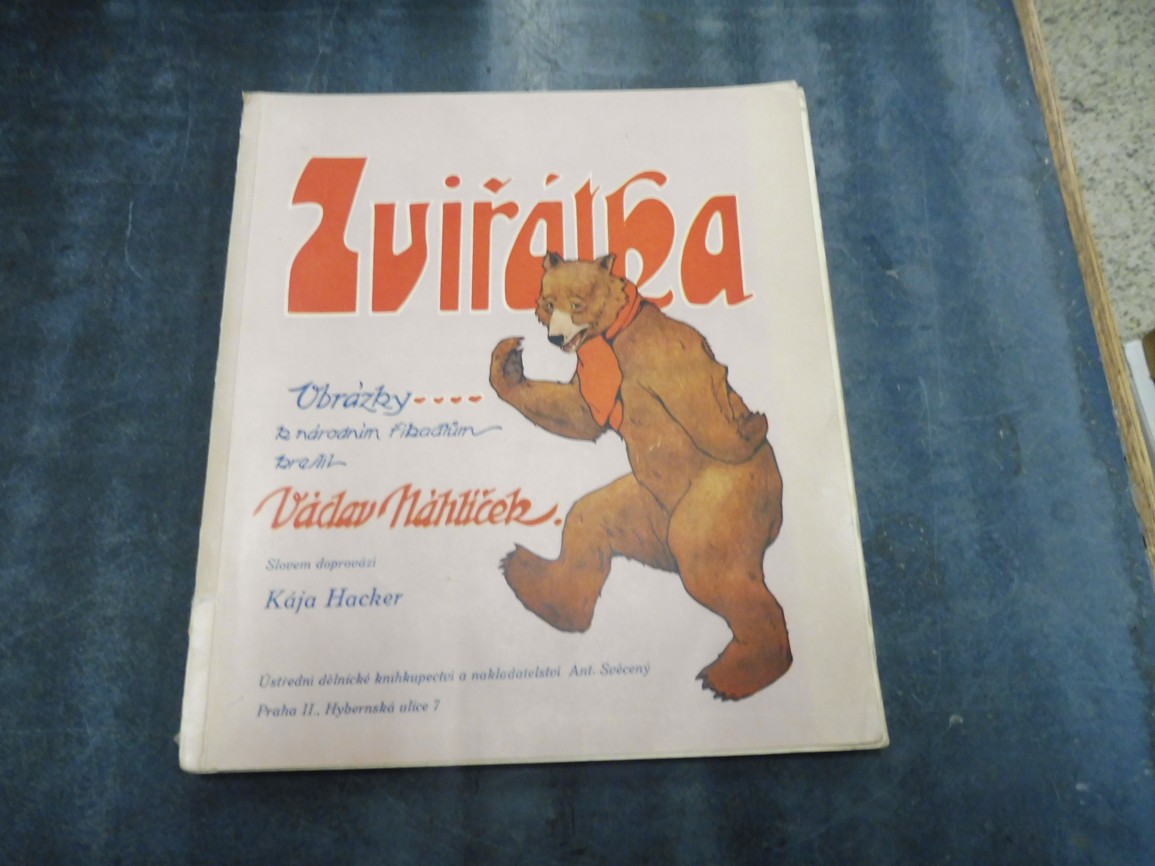 Zvířátka
Obrázky....
k národním říkadlům
kreslil
Václav Náhlíček.
Slovem doprovází
Kája Hacker
Ústřední dělnické knihkupectví a nakladatelství Ant. Svěcený
Praha II., Hybernská ulice 7